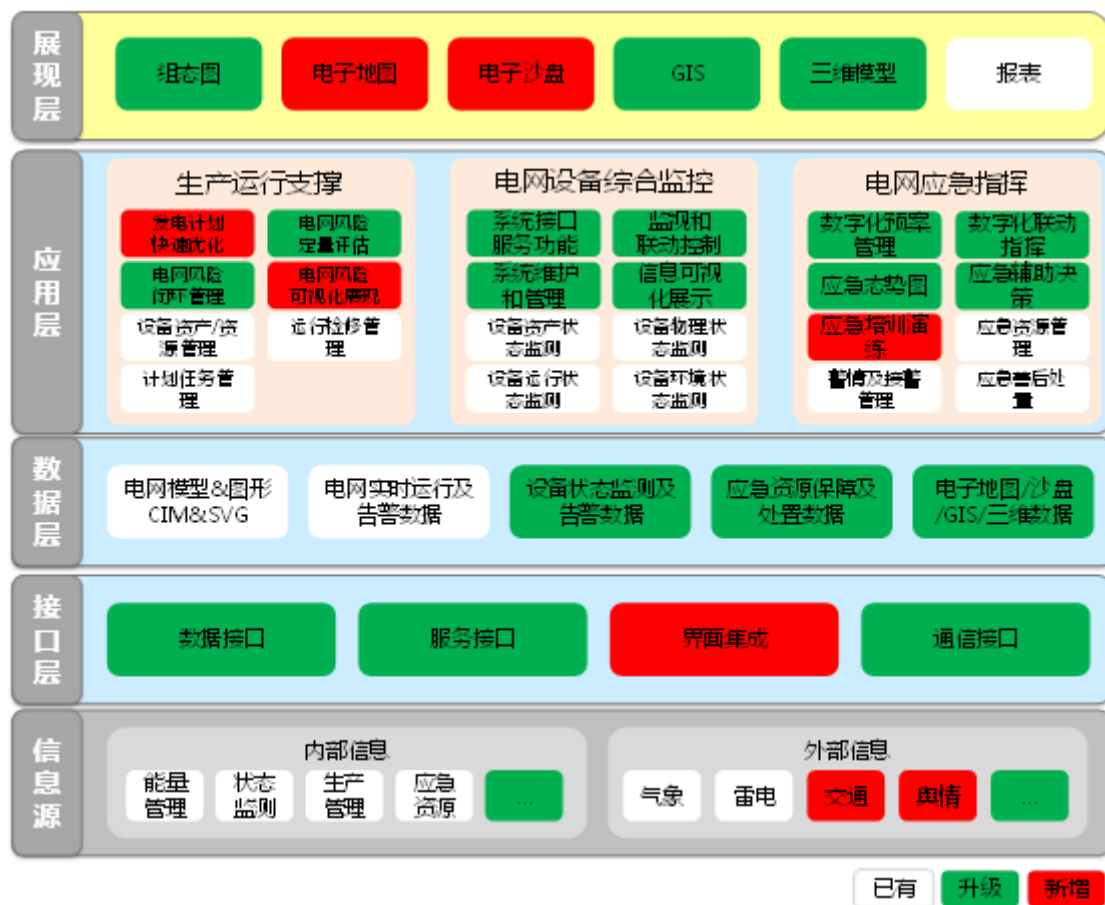 展现层
组态图
电子地图
电子沙盘
GIS
三维模型
报表
应用层
生产运行支撑
发电计划
快速优化
电网风险
定量评估
电网风险
闭环管理
电网风险
可视化展现
设备资产/资
源管理
运行检修管
理
计划任务管
理
电网设备综合监控
系统接口
服务功能
监视和
联动控制
系统维护
和管理
信息可视
化展示
设备资产状
态监测
设备物理状
态监测
设备运行状
态监测
设备环境状
态监测
电网应急指挥
数字化预案
管理
数字化联动
指挥
应急态势图
应急辅助决
策
应急培训演
练
应急资源管
理
警情及接警
管理
应急善后处
置
数据层
电网模型&图形
CIM&SVG
电网实时运行及
告警数据
设备状态监测及
告警数据
应急资源保障及
处置数据
电子地图/沙盘
/GIS/三维数据
接口层
数据接口
服务接口
界面集成
通信接口
信息源
内部信息
能量
管理
状态
监测
生产
管理
应急
资源
...
外部信息
气象
雷电
交通
舆情
...
已有
升级
新增